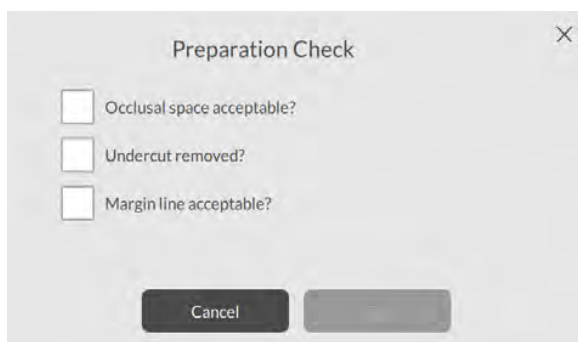 Preparation Check
Occlusal space acceptable?
Undercut removed?
Margin line acceptable?
Cancel